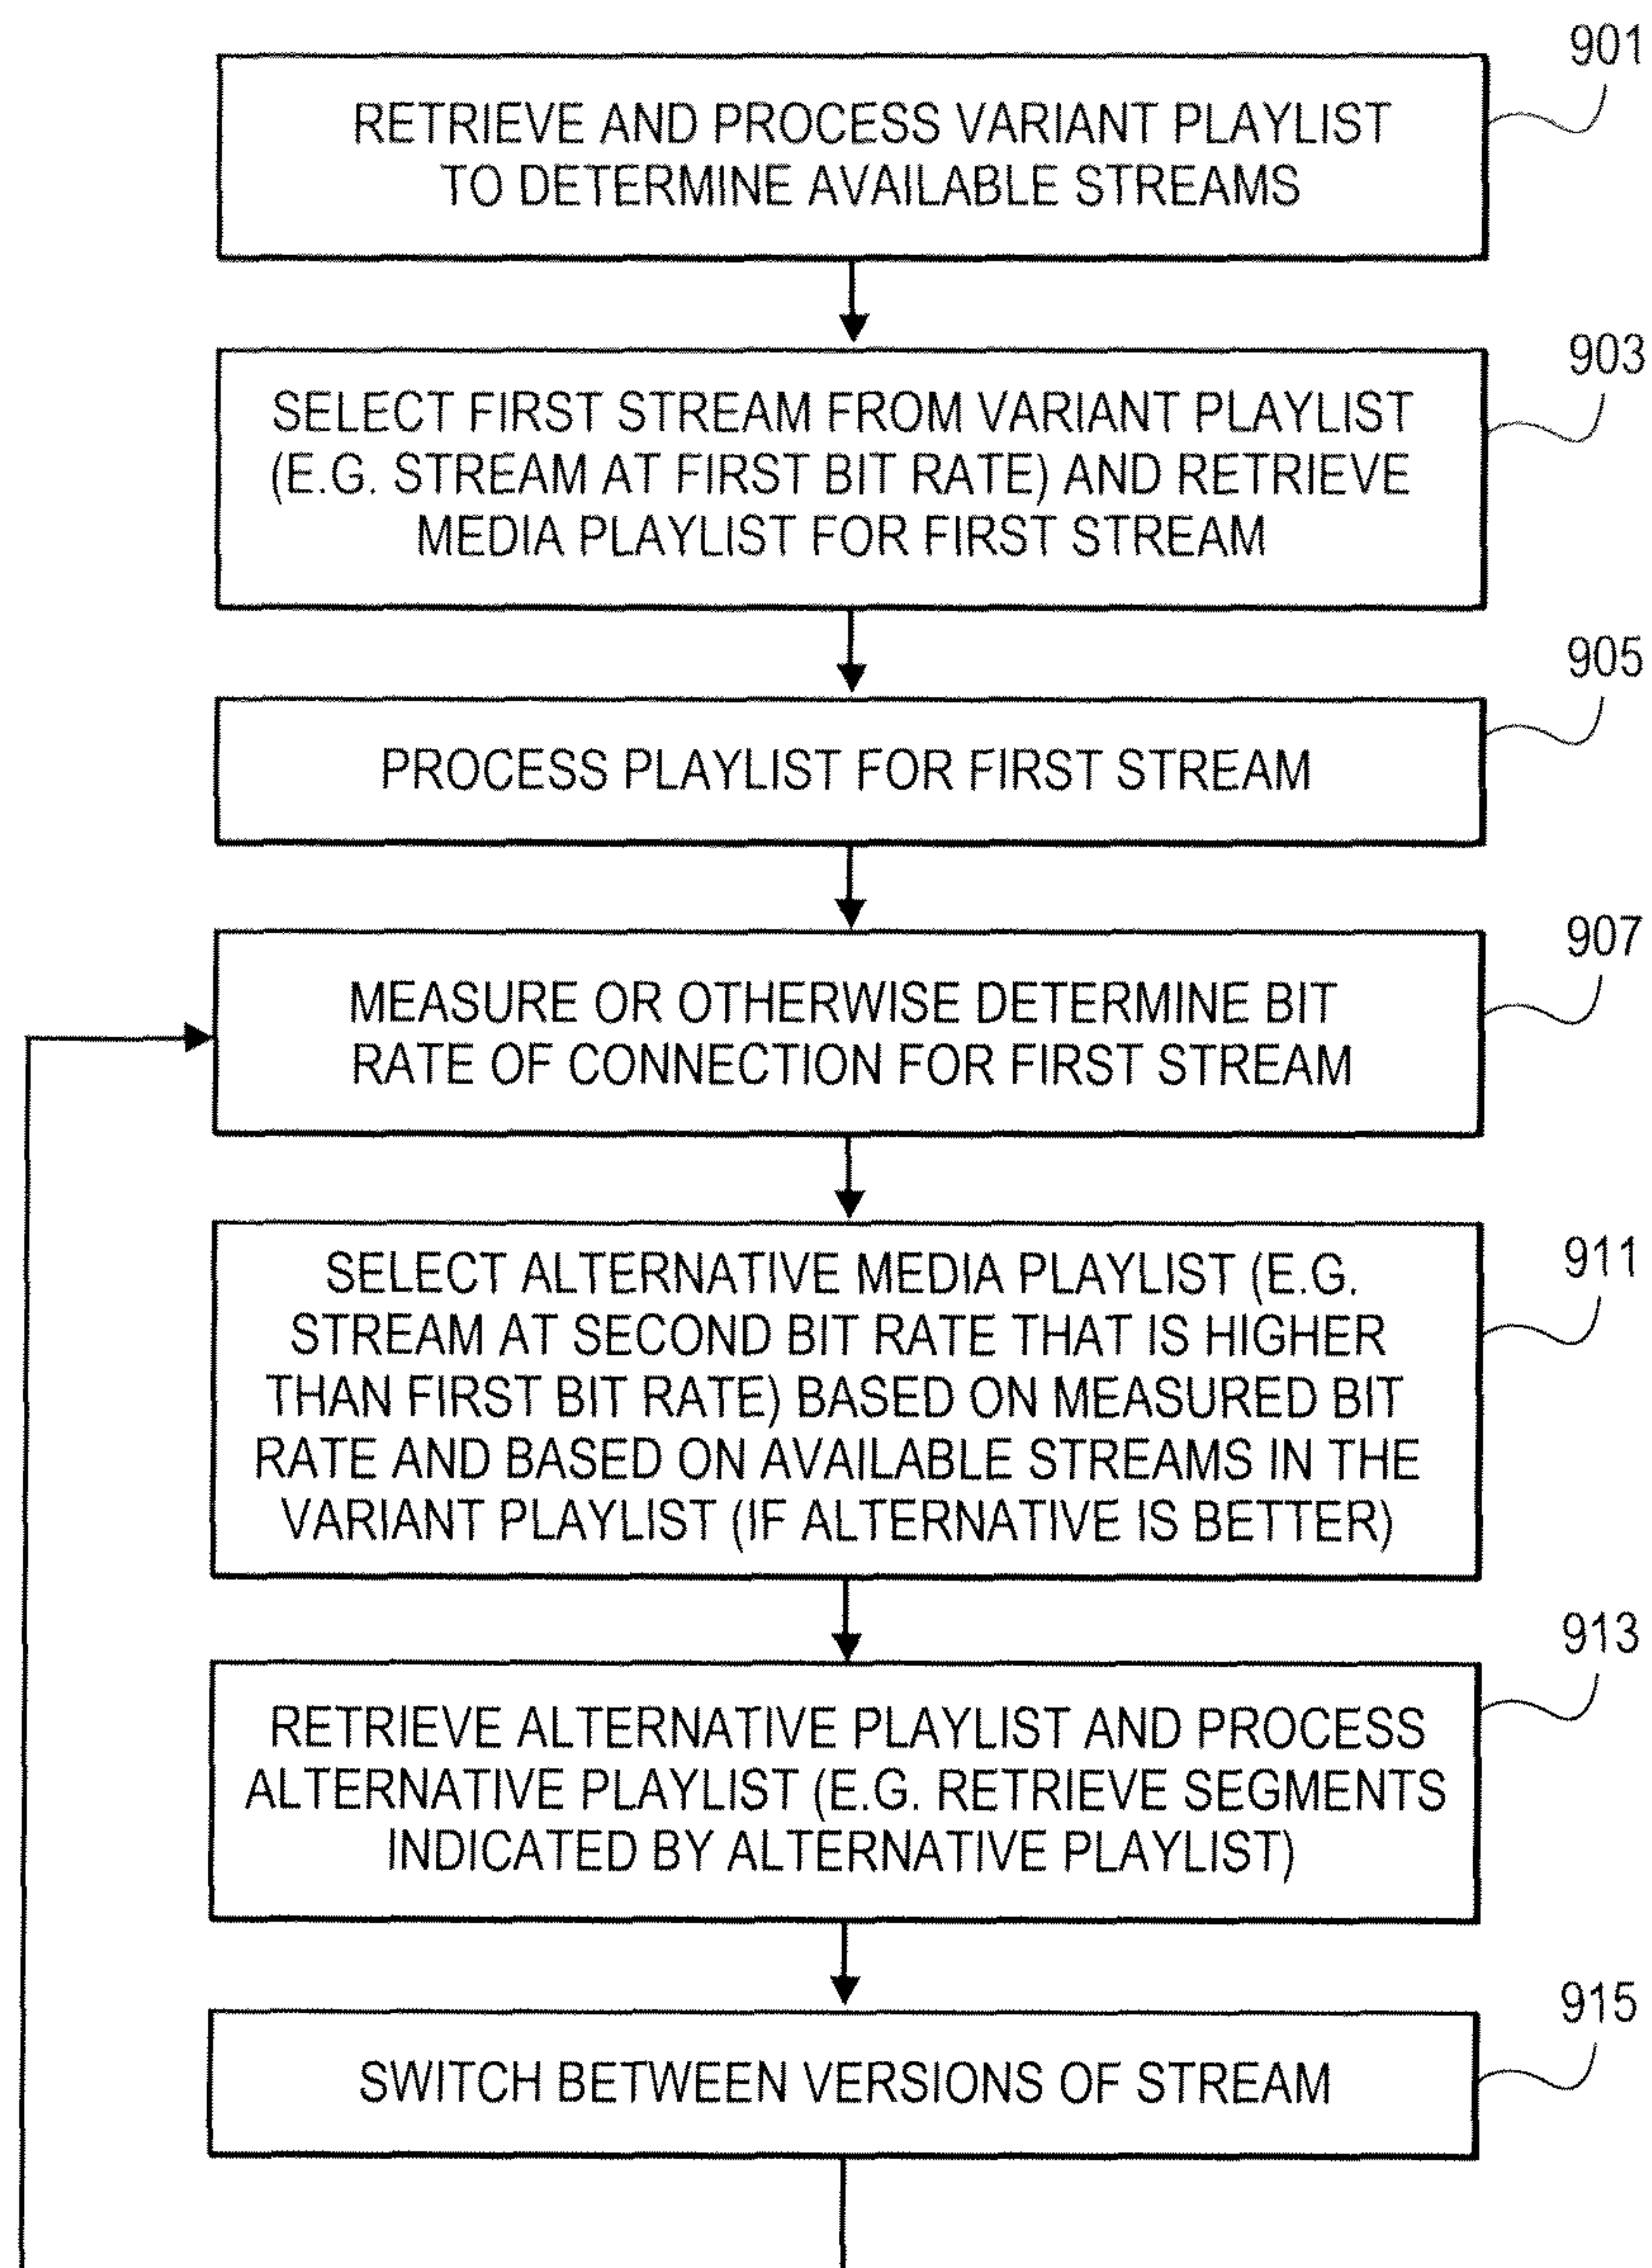 901
RETRIEVE AND PROCESS VARIANT PLAYLIST
TO DETERMINE AVAILABLE STREAMS
903
SELECT FIRST STREAM FROM VARIANT PLAYLIST
(E.G. STREAM AT FIRST BIT RATE) AND RETRIEVE
MEDIA PLAYLIST FOR FIRST STREAM
905
PROCESS PLAYLIST FOR FIRST STREAM
907
MEASURE OR OTHERWISE DETERMINE BIT
RATE OF CONNECTION FOR FIRST STREAM
911
SELECT ALTERNATIVE MEDIA PLAYLIST (E.G.
STREAM AT SECOND BIT RATE THAT IS HIGHER
THAN FIRST BIT RATE) BASED ON MEASURED BIT
RATE AND BASED ON AVAILABLE STREAMS IN THE
VARIANT PLAYLIST (IF ALTERNATIVE IS BETTER)
913
RETRIEVE ALTERNATIVE PLAYLIST AND PROCESS
ALTERNATIVE PLAYLIST (E.G. RETRIEVE SEGMENTS
INDICATED BY ALTERNATIVE PLAYLIST)
915
SWITCH BETWEEN VERSIONS OF STREAM